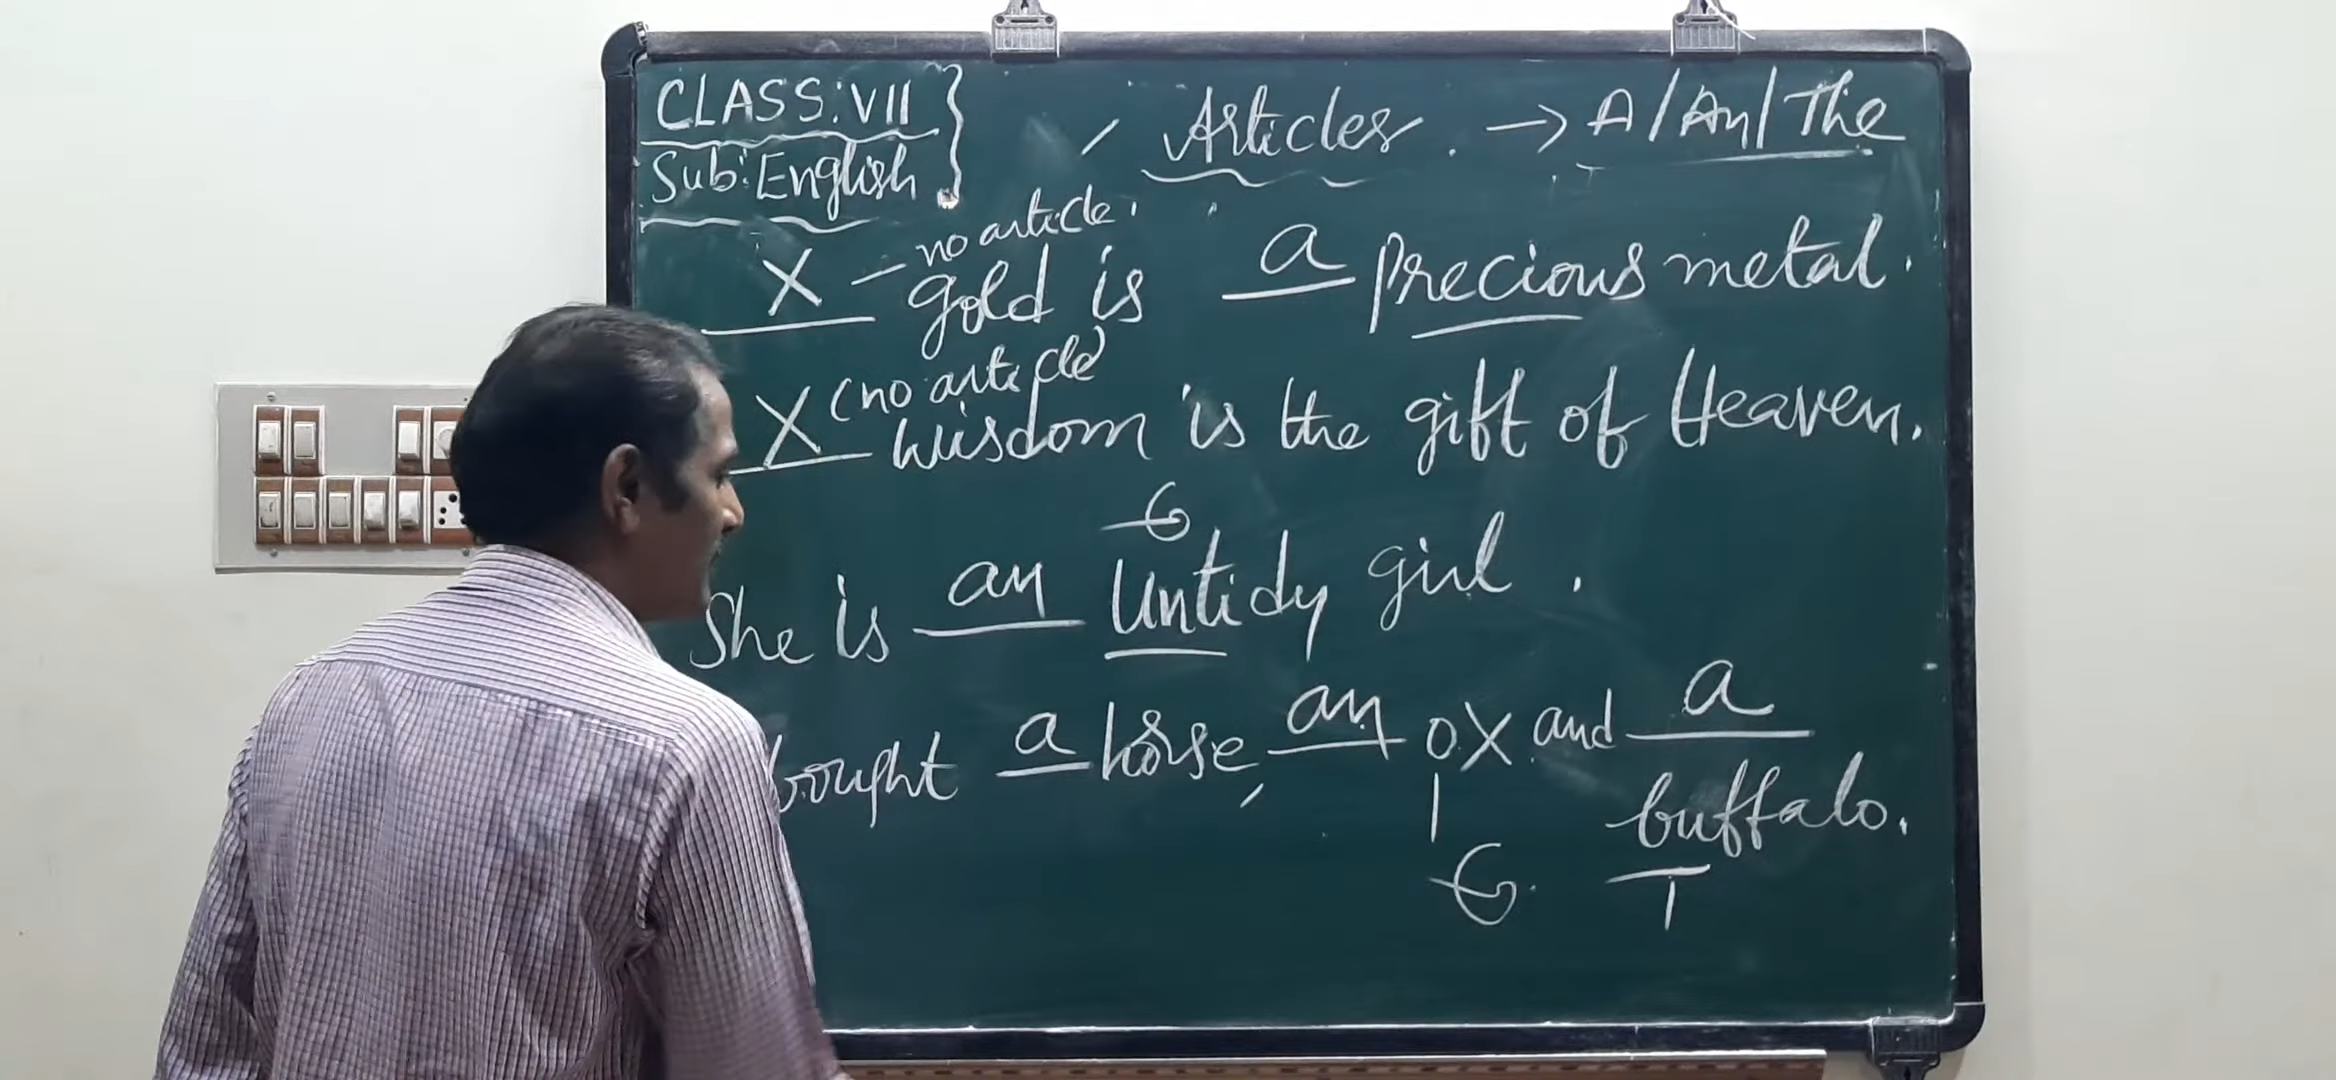 CLASS:VII
Sub:English
Articles → A/An/The
X – no article.
gold is a precious metal.
X (no article)
Wisdom is the gift of Heaven.
She is an Untidy girl.
bought a horse, an ox and a
buffalo.